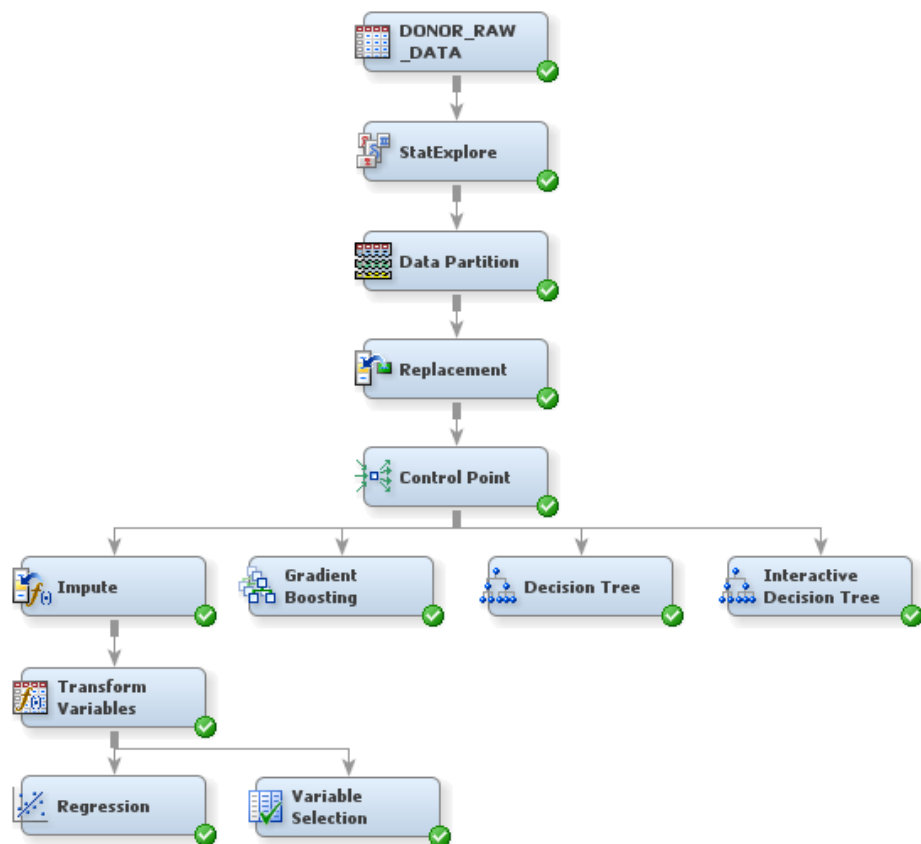 DONOR_RAW
_DATA
StatExplore
Data Partition
Replacement
Control Point
Impute
Gradient
Boosting
Decision Tree
Interactive
Decision Tree
Transform
Variables
Regression
Variable
Selection